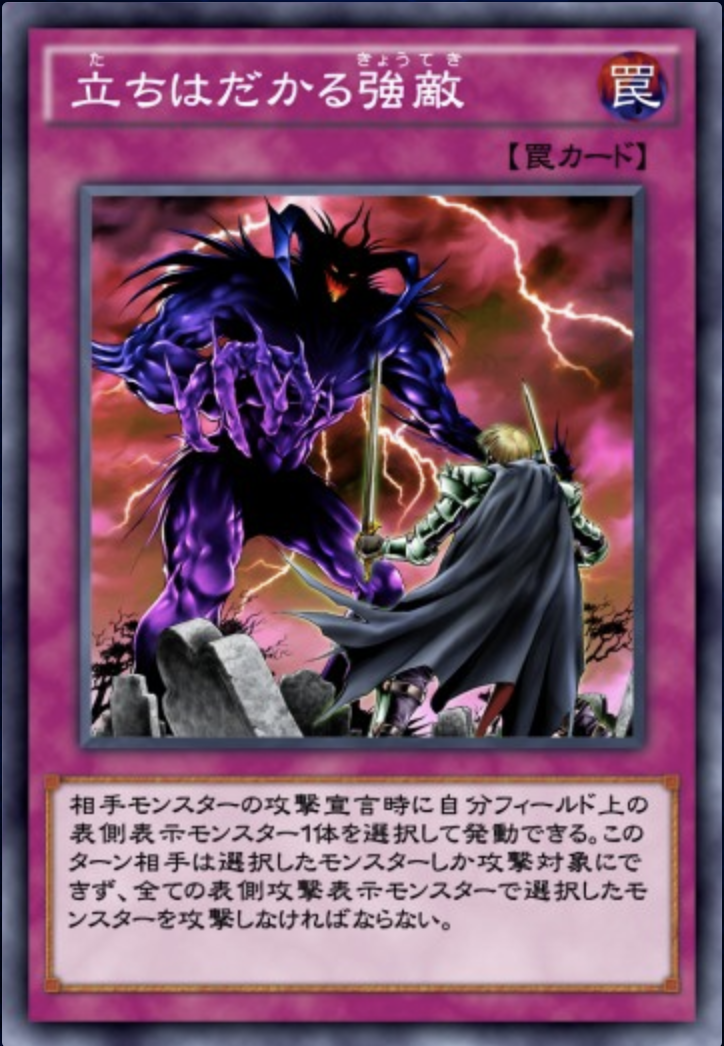 立ちはだかる強敵
罠
【罠カード】
相手モンスターの攻撃宣言時に自分フィールド上の
表側表示モンスター1体を選択して発動できる。この
ターン相手は選択したモンスターしか攻撃対象にで
きず、全ての表側攻撃表示モンスターで選択したモ
ンスターを攻撃しなければならない。